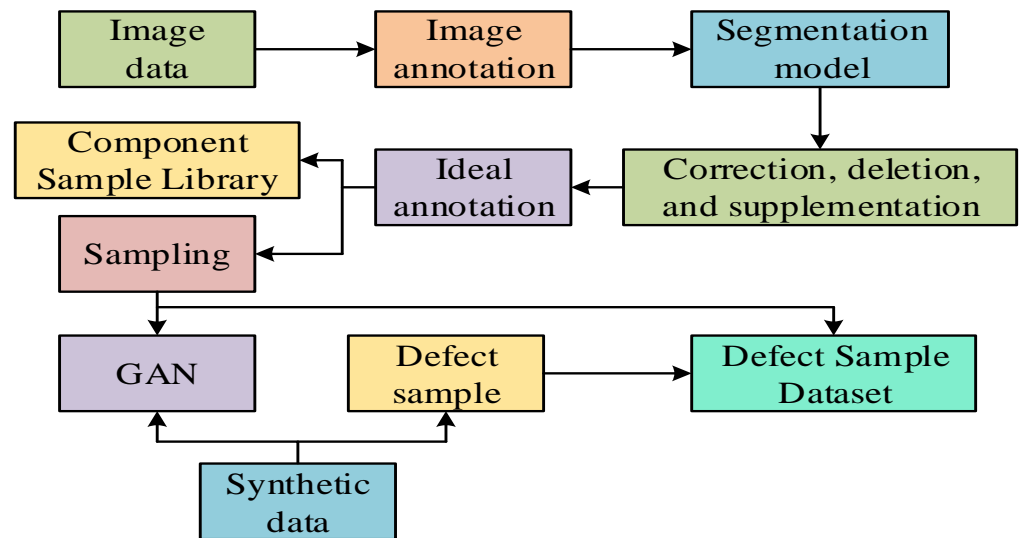 Image
data
Image
annotation
Segmentation
model
Component
Sample Library
Ideal
annotation
Correction, deletion,
and supplementation
Sampling
GAN
Defect
sample
Defect Sample
Dataset
Synthetic
data